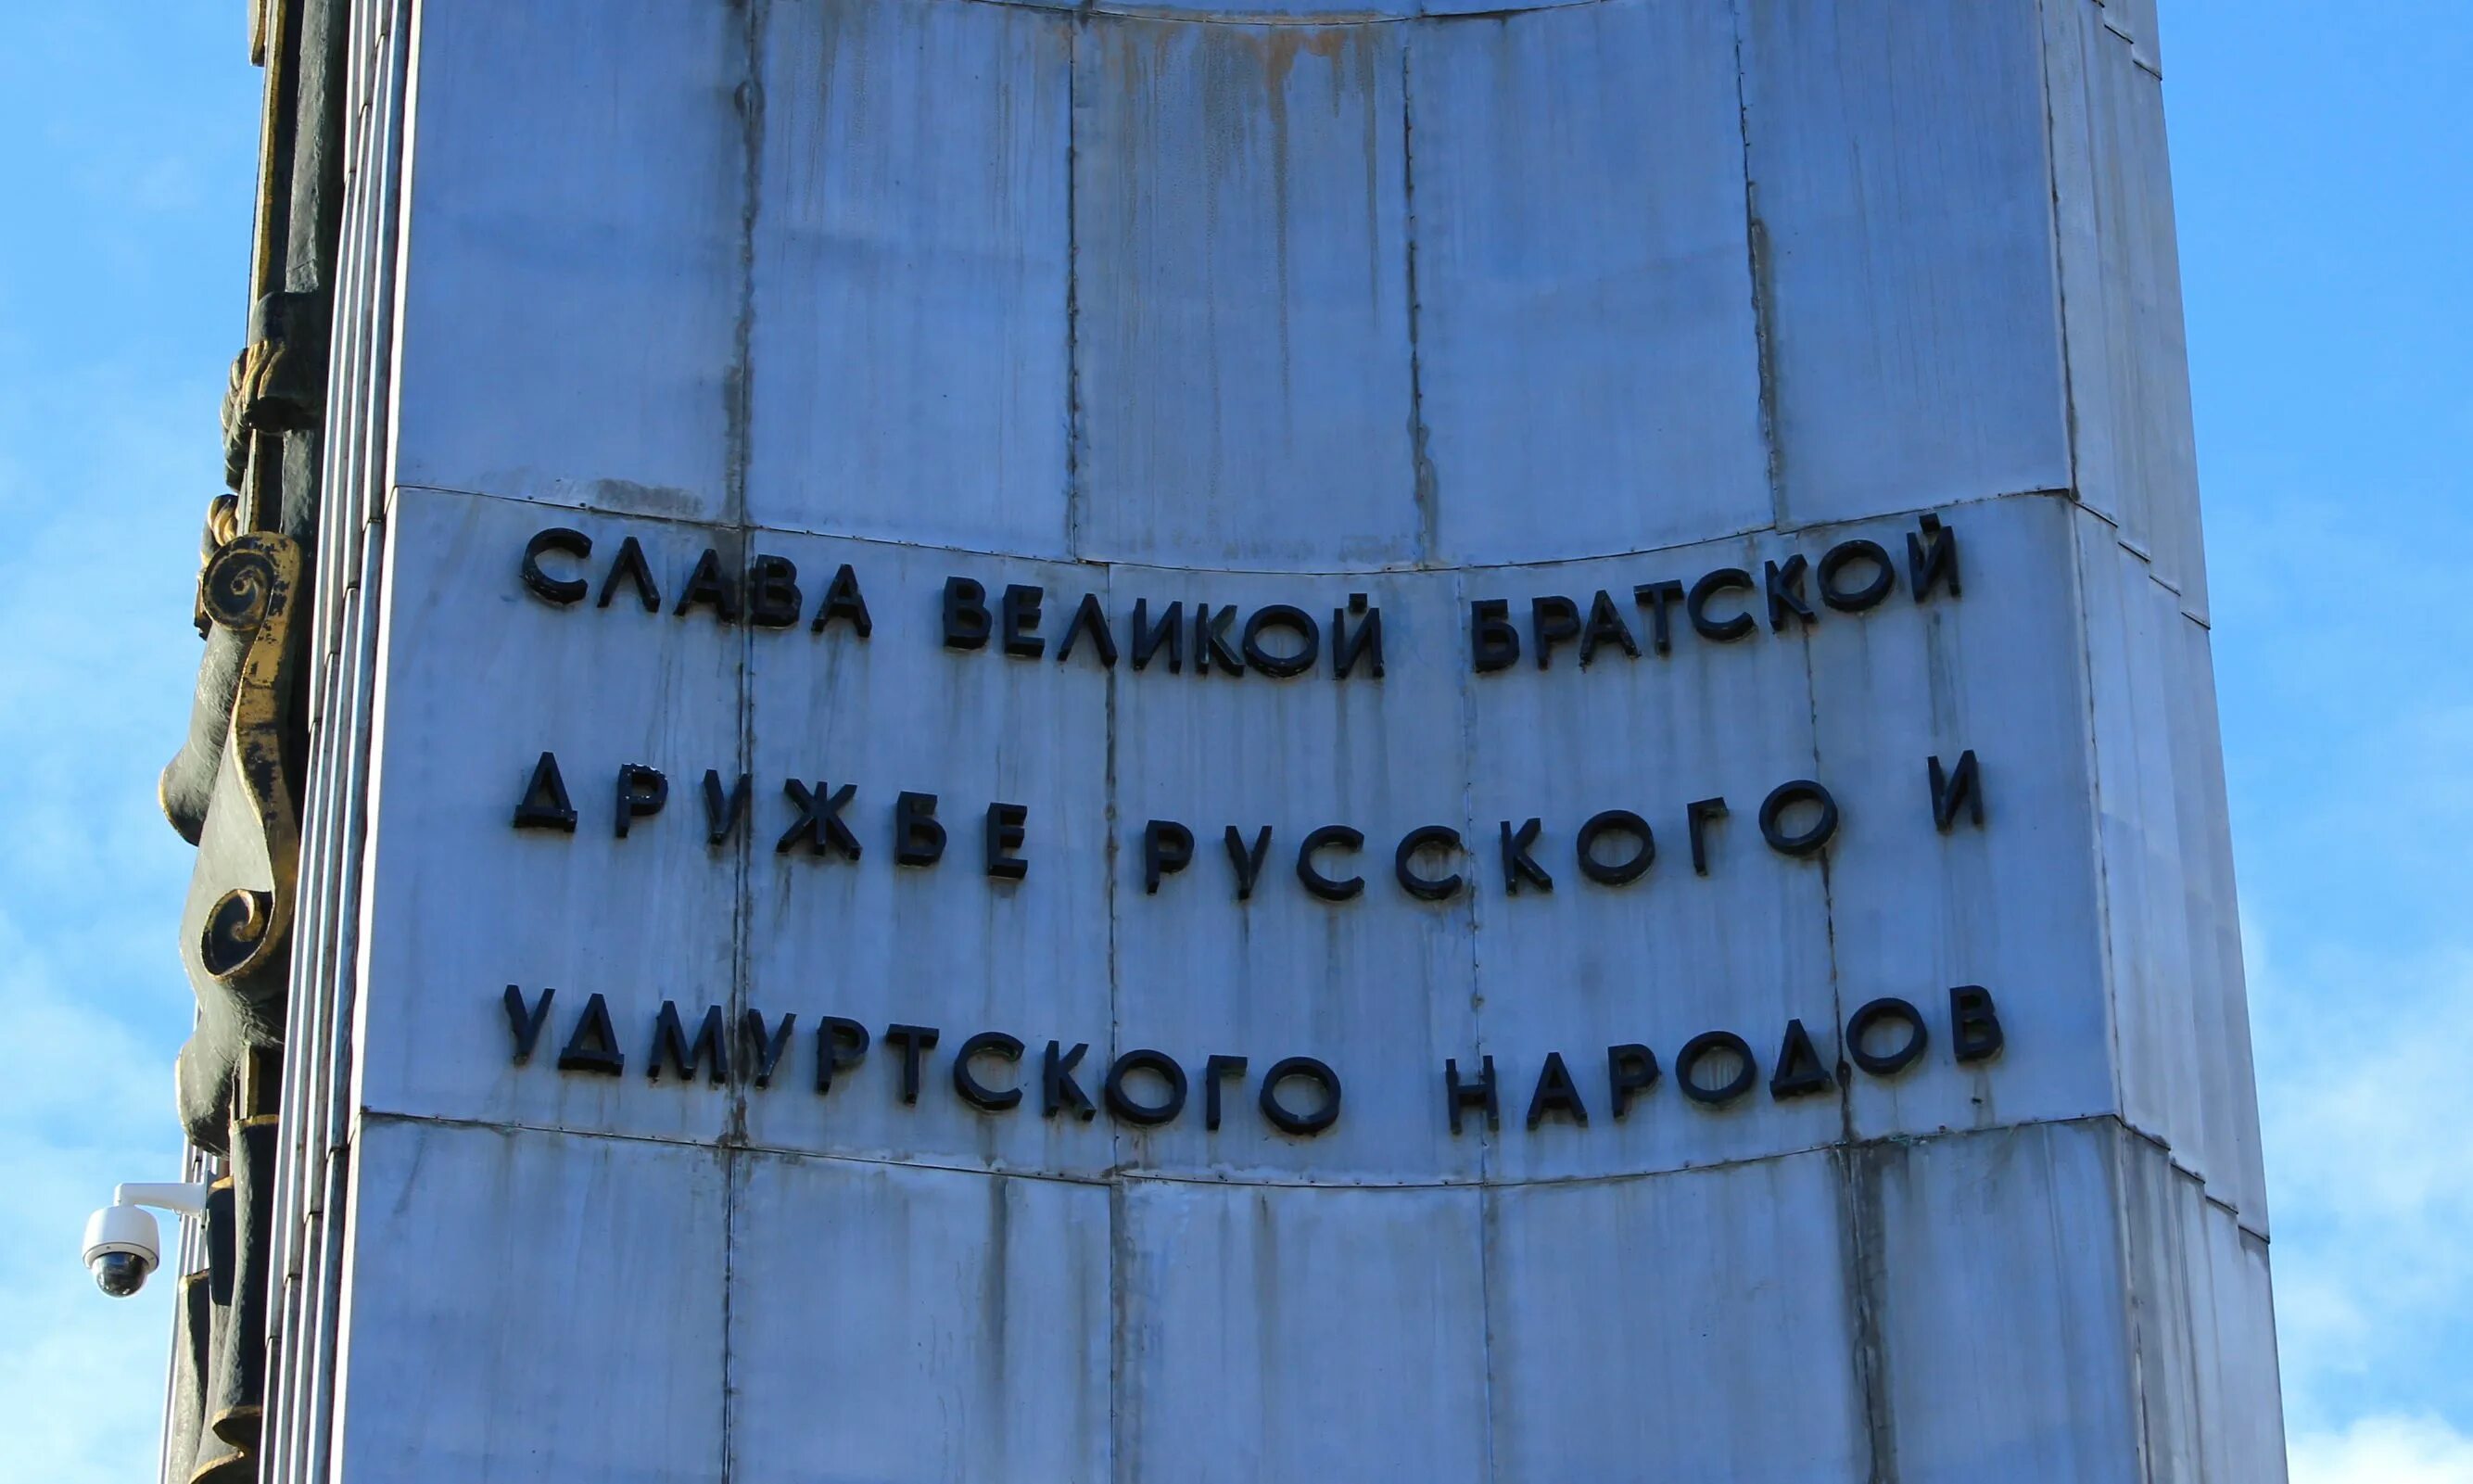 СЛАВА ВЕЛИКОЙ БРАТСКОЙ
ДРУЖБЕ РУССКОГО И
УДМУРТСКОГО НАРОДОВ